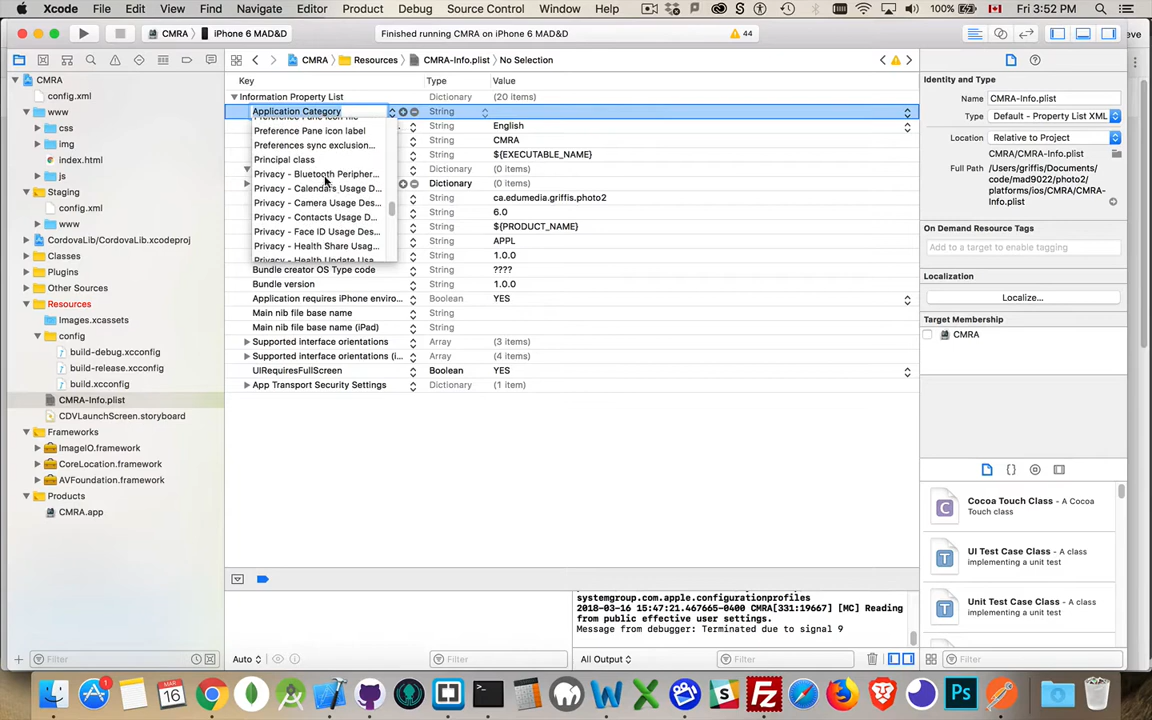 Xcode File Edit View Find Navigate Editor Product Debug Source Control Window Help 100% Fri 3:52 PM
CMRA iPhone 6 MAD&D
Finished running CMRA on iPhone 6 MAD&D 44
CMRA Resources CMRA-Info.plist No Selection
CMRA
config.xml
www
css
img
index.html
js
Staging
config.xml
www
CordovaLib/CordovaLib.xcodeproj
Classes
Plugins
Other Sources
Resources
Images.xcassets
config
build-debug.xcconfig
build-release.xcconfig
build.xcconfig
CMRA-Info.plist
CDVLaunchScreen.storyboard
Frameworks
ImageIO.framework
CoreLocation.framework
AVFoundation.framework
Products
CMRA.app
Filter
Key Type Value
Information Property List Dictionary (20 items)
Application Category String
Preference Pane icon file
Preference Pane icon label
Preferences sync exclusion...
Principal class
Privacy - Bluetooth Peripher...
Privacy - Calendars Usage D...
Privacy - Camera Usage Des...
Privacy - Contacts Usage D...
Privacy - Face ID Usage Des...
Privacy - Health Share Usag...
Privacy - Health Update Usa...
String English
String CMRA
String ${EXECUTABLE_NAME}
Dictionary (0 items)
Dictionary (0 items)
String ca.edumedia.griffis.photo2
String 6.0
String ${PRODUCT_NAME}
String APPL
String 1.0.0
Bundle creator OS Type code String ????
Bundle version String 1.0.0
Application requires iPhone enviro... Boolean YES
Main nib file base name String
Main nib file base name (iPad) String
Supported interface orientations Array (3 items)
Supported interface orientations (i... Array (4 items)
UIRequiresFullScreen Boolean YES
App Transport Security Settings Dictionary (1 item)
Auto
Filter
systemgroup.com.apple.configurationprofiles
2018-03-16 15:47:21.467665-0400 CMRA[331:19667] [MC] Reading
from public effective user settings.
Message from debugger: Terminated due to signal 9
All Output
Filter
Identity and Type
Name CMRA-Info.plist
Type Default - Property List XML
Location Relative to Project
CMRA/CMRA-Info.plist
Full Path /Users/
griffis/Documents/
code/mad9022/photo2/
platforms/ios/CMRA/CMRA-
Info.plist
On Demand Resource Tags
Add to target to enable tagging
Localization
Localize...
Target Membership
CMRA
Cocoa Touch Class - A Cocoa
Touch class
UI Test Case Class - A class
implementing a unit test
Unit Test Case Class - A class
implementing a unit test
Filter